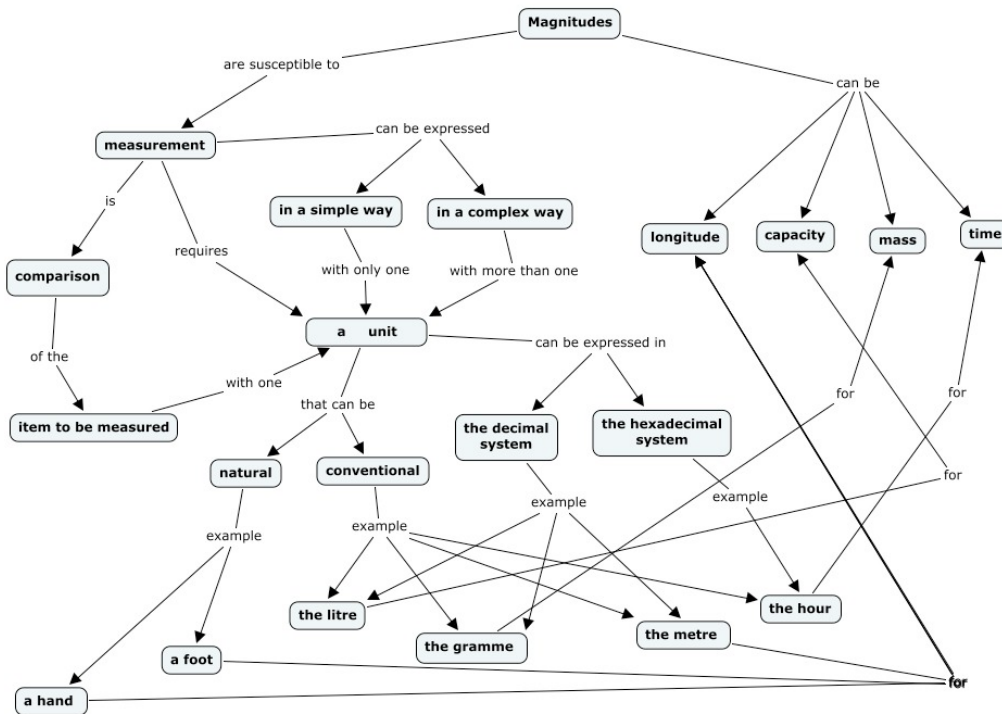 Magnitudes
are susceptible to
can be
can be expressed
measurement
is
in a simple way
in a complex way
longitude
capacity
mass
time
requires
comparison
with only one
with more than one
a unit
can be expressed in
of the
with one
that can be
for
for
item to be measured
the decimal
system
the hexadecimal
system
natural
conventional
for
example
example
example
example
the litre
the hour
the gramme
the metre
a foot
a hand
for